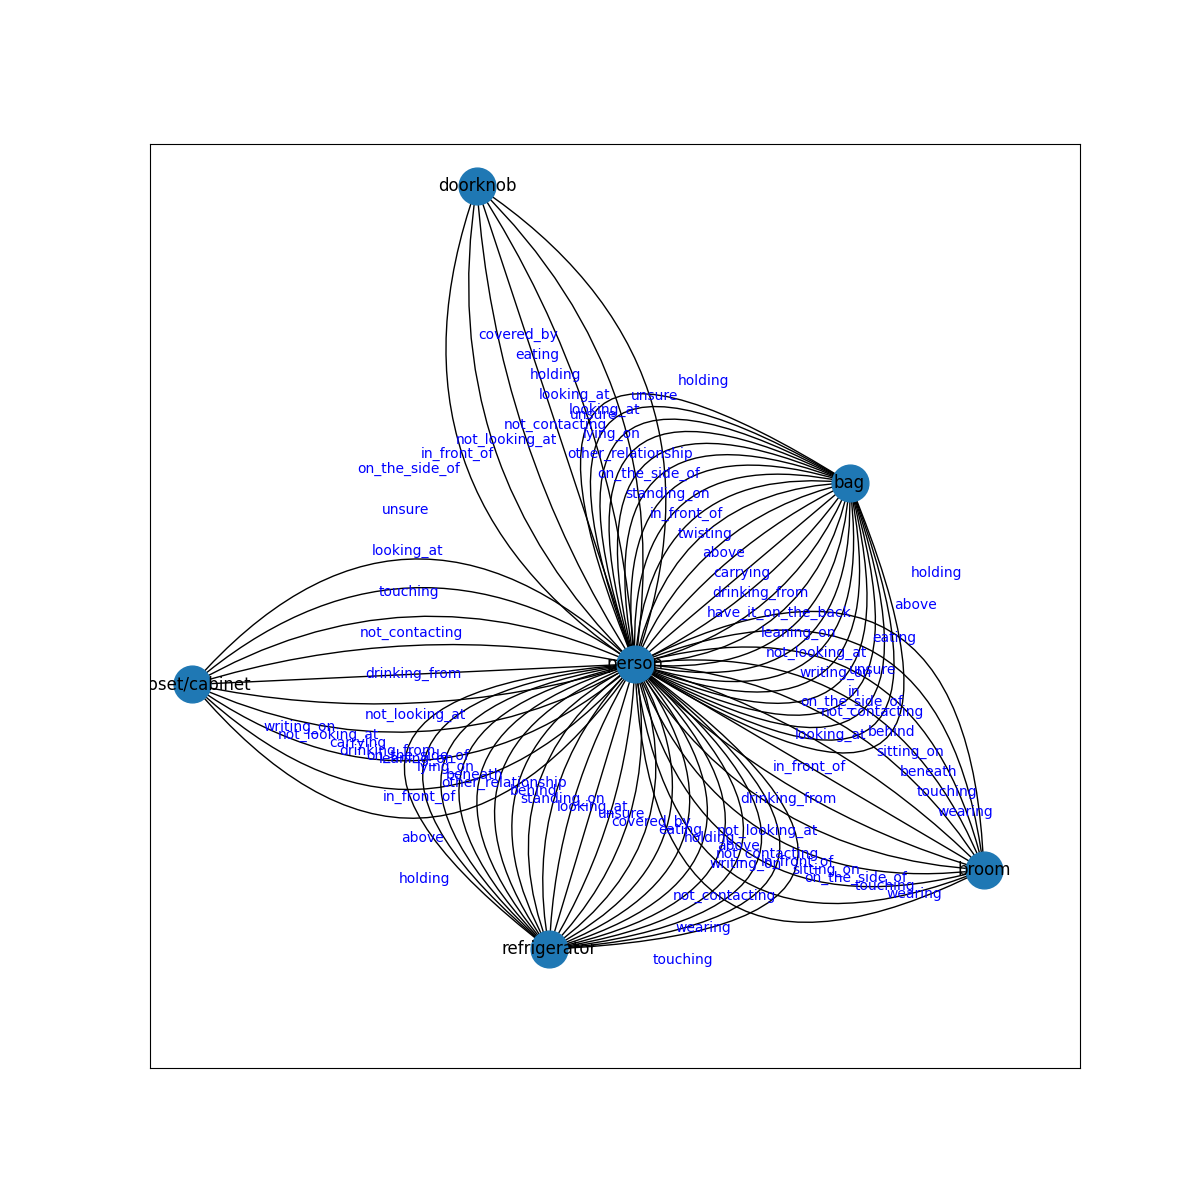 doorknob
covered_by
eating
holding
holding
looking_at
unsure
looking_at
unsure
not_contacting
lying_on
not_looking_at
in_front_of
other_relationship
on_the_side_of
on_the_side_of
bag
standing_on
unsure
in_front_of
twisting
looking_at
above
carrying
holding
touching
drinking_from
above
have_it_on_the_back
not_contacting
leaning_on
eating
not_looking_at
person
drinking_from
writing_on
unsure
oset/cabinet
in
on_the_side_of
not_contacting
not_looking_at
writing_on
not_looking_at
looking_at
behind
carrying
drinking_from
sitting_on
on_the_side_of
leaning_on
lying_on
in_front_of
beneath
beneath
other_relationship
behind
touching
in_front_of
standing_on
drinking_from
looking_at
wearing
unsure
covered_by
eating
not_looking_at
above
holding
above
not_contacting
writing_on
in_front_of
sitting_on
broom
holding
on_the_side_of
touching
wearing
not_contacting
wearing
refrigerator
touching